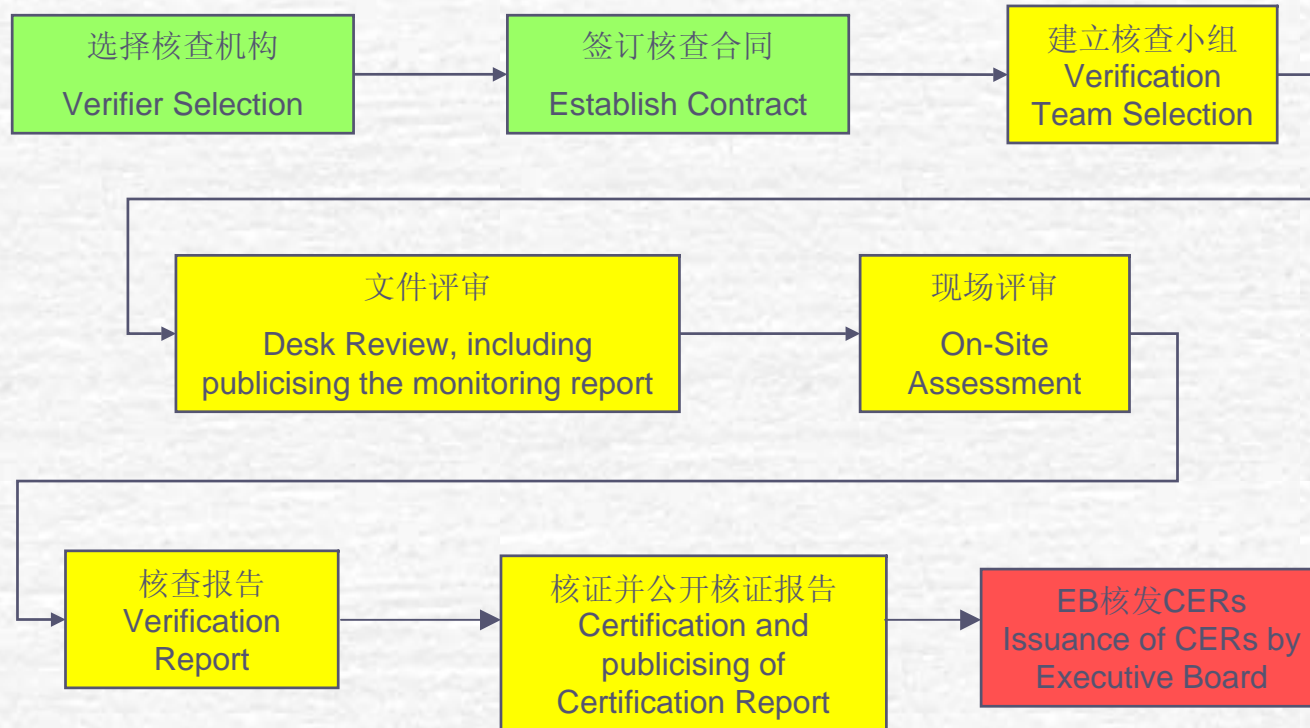 选择核查机构
Verifier Selection
签订核查合同
Establish Contract
建立核查小组
Verification
Team Selection
文件评审
Desk Review, including
publicising the monitoring report
现场评审
On-Site
Assessment
核查报告
Verification
Report
核证并公开核证报告
Certification and
publicising of
Certification Report
EB核发CERs
Issuance of CERs by
Executive Board